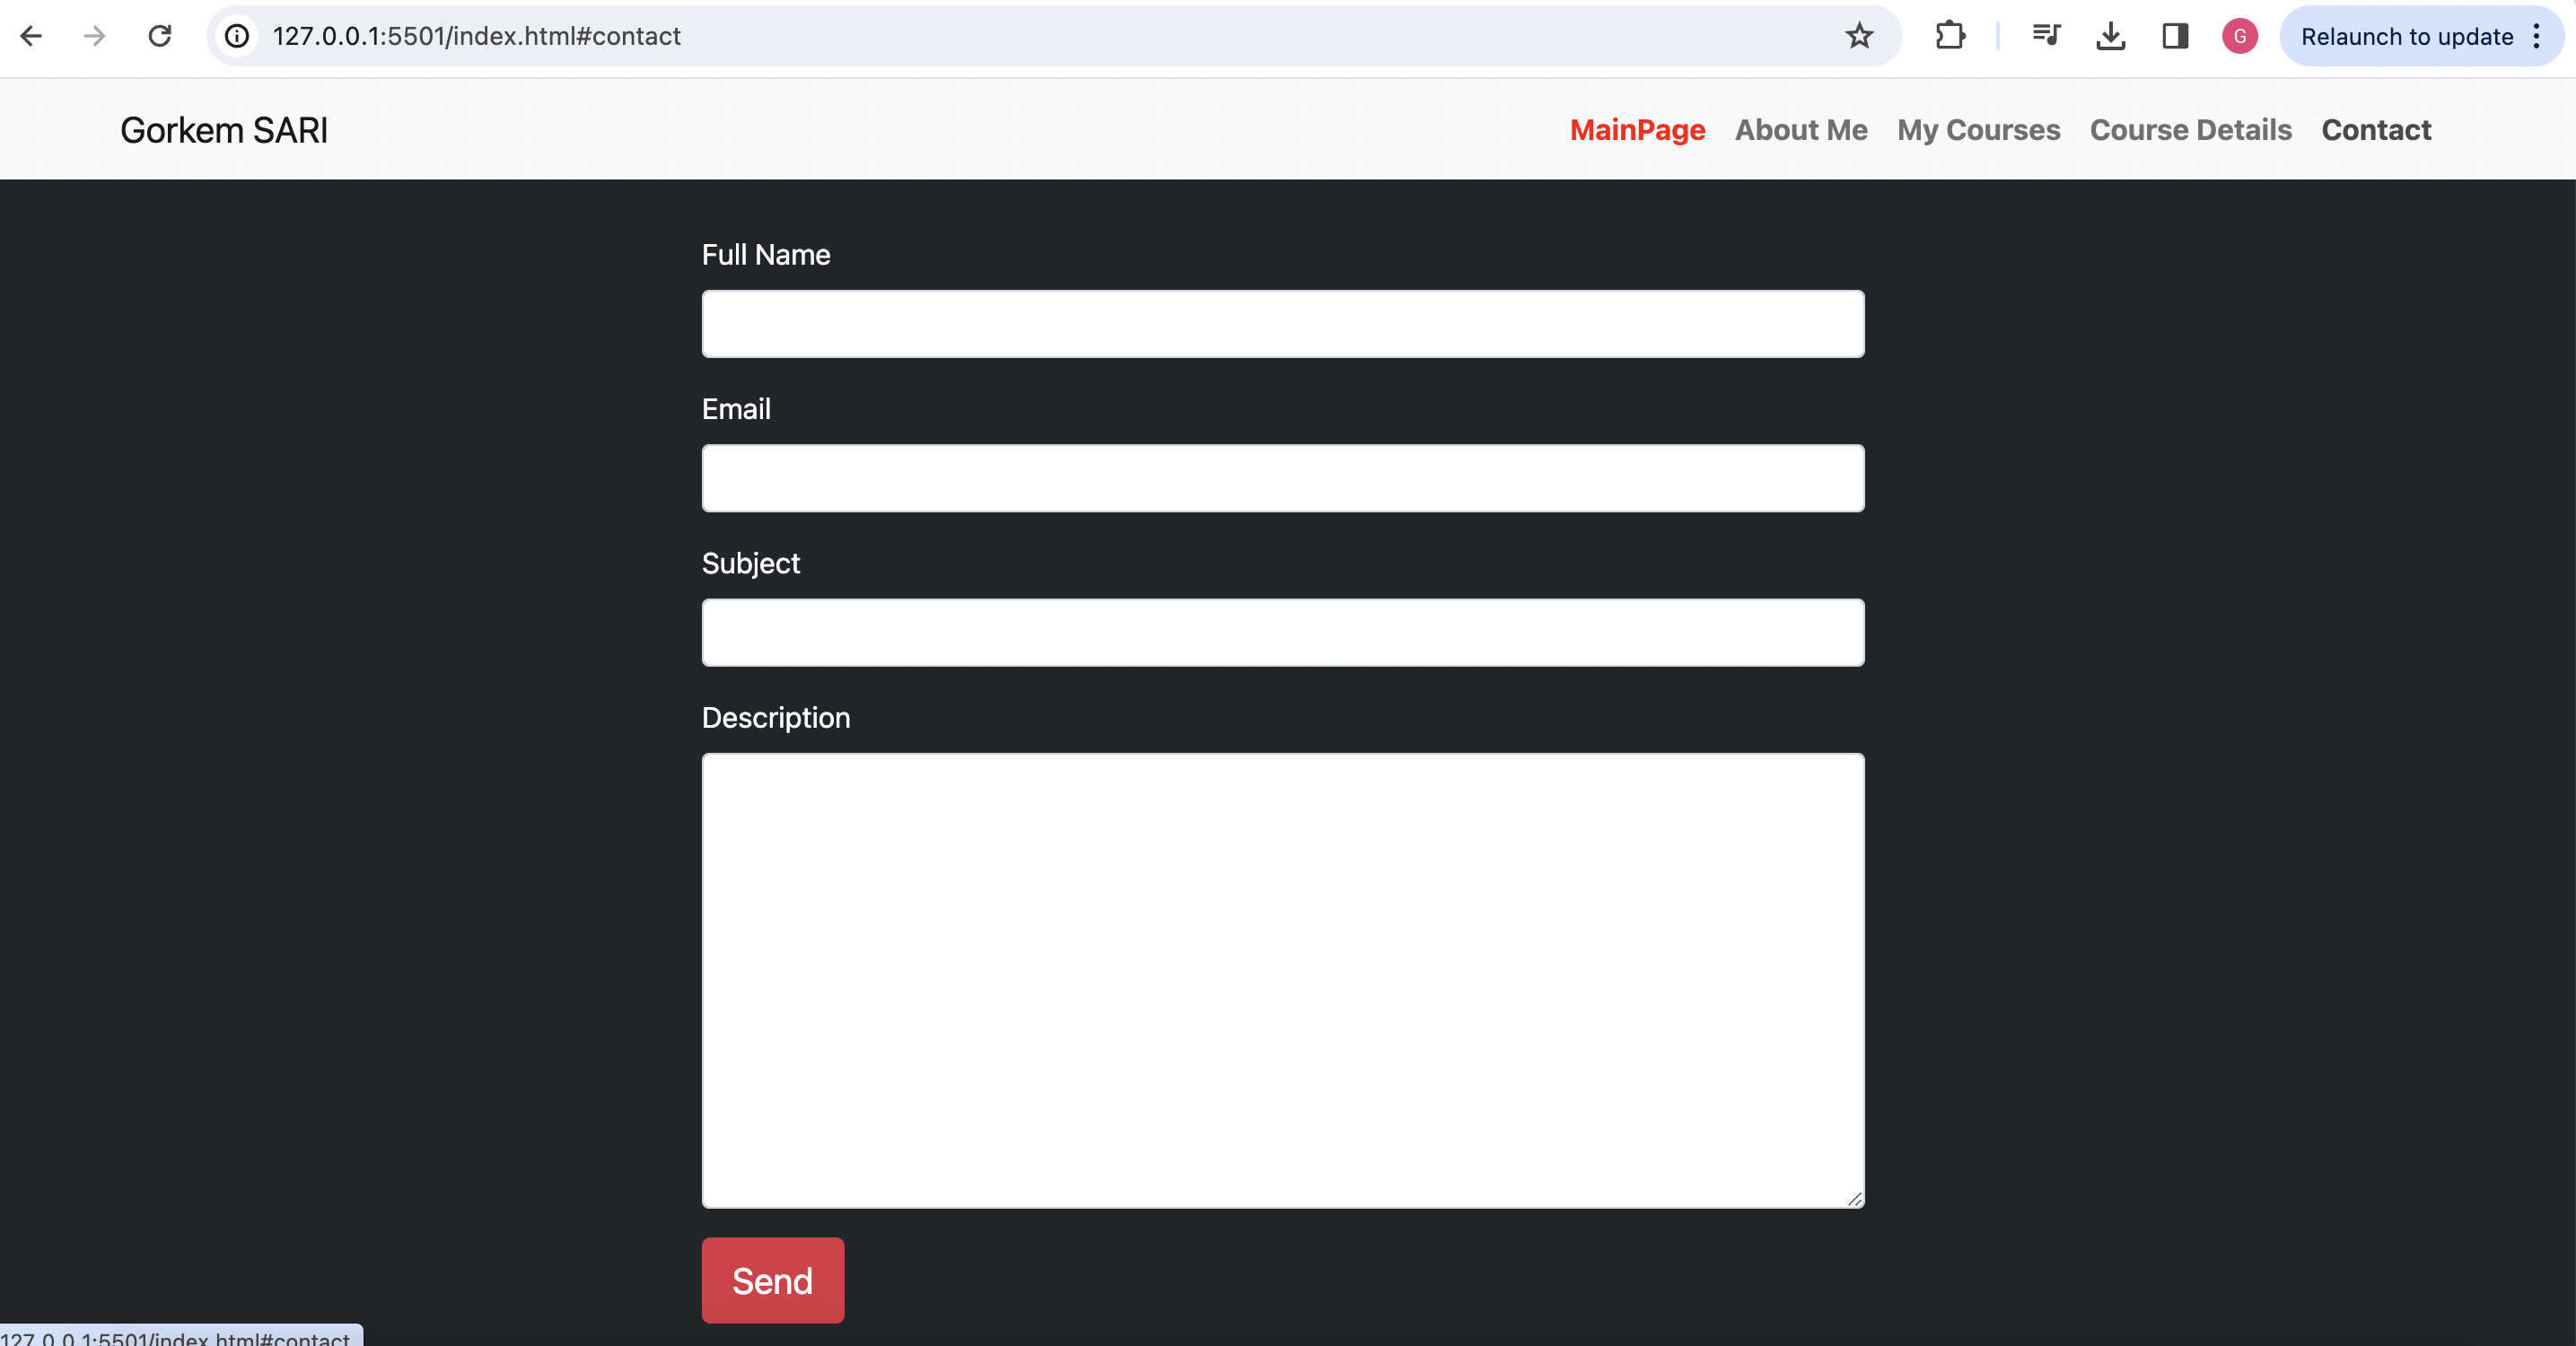 127.0.0.1:5501/index.html#contact
G
Relaunch to update
Gorkem SARI
MainPage About Me My Courses Course Details Contact
Full Name
Email
Subject
Description
Send
127.0.0.1:5501/index.html#contact